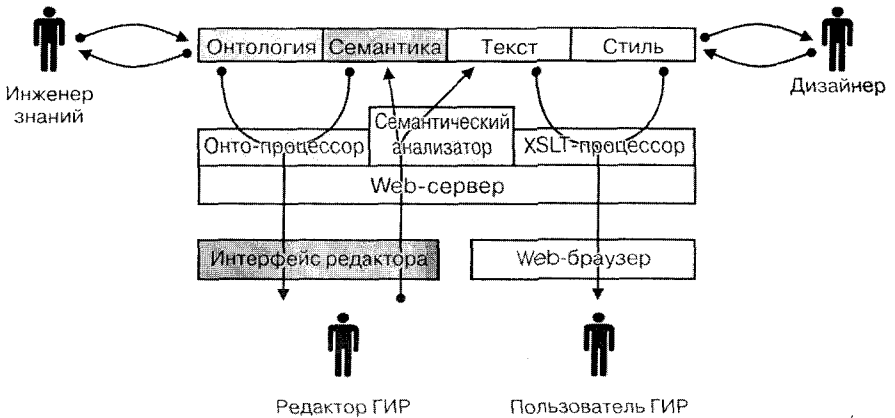 Онтология Семантика Текст Стиль
Инженер
знаний
Дизайнер
Семантический
анализатор
Онто-процессор
XSLT-процессор
Web-сервер
Интерфейс редактора
Web-браузер
Редактор ГИР
Пользователь ГИР